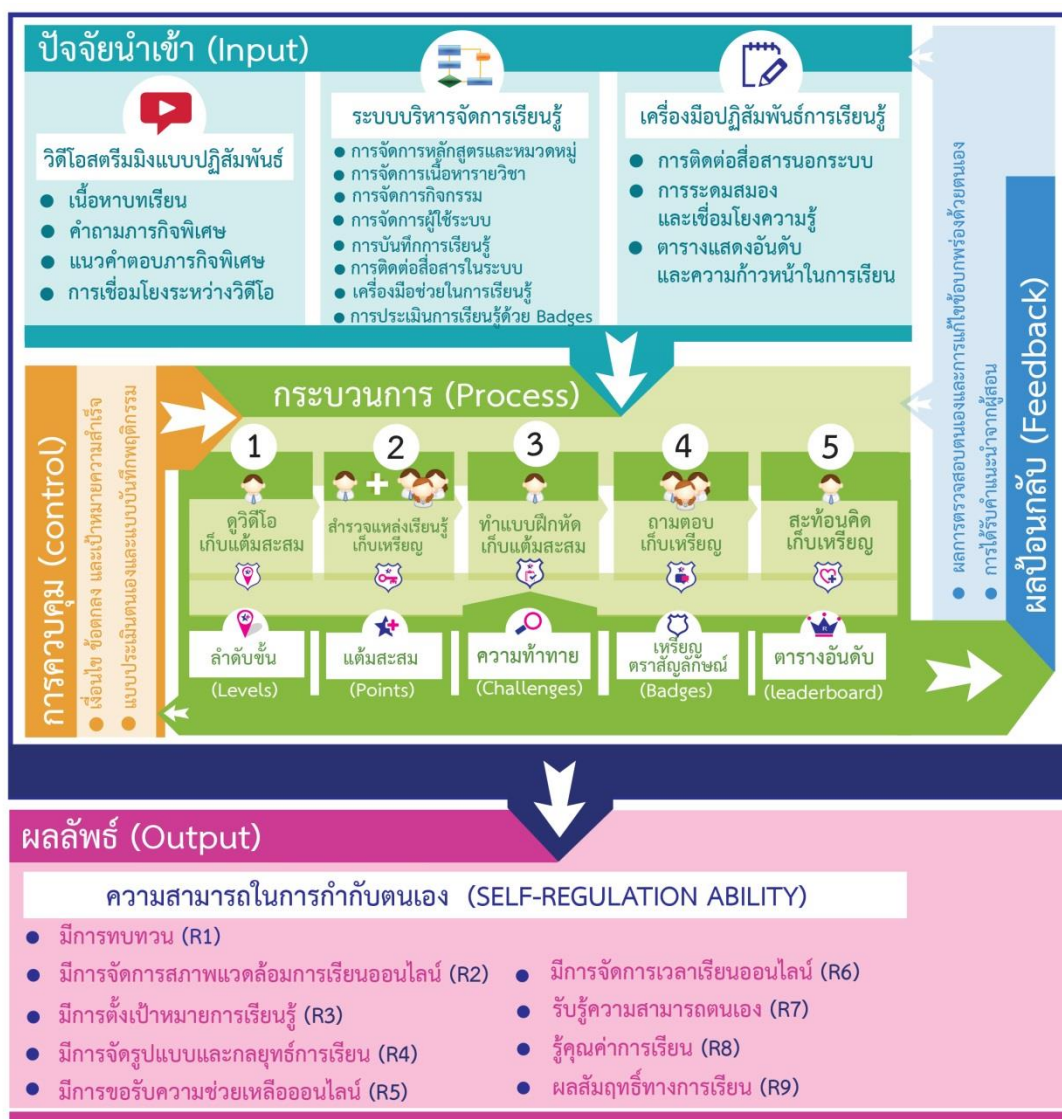 ปัจจัยนำเข้า (Input)
วิดีโอสตรีมมิงแบบปฏิสัมพันธ์
● เนื้อหาบทเรียน
● คำถามภารกิจพิเศษ
● แนวคำตอบภารกิจพิเศษ
● การเชื่อมโยงระหว่างวิดีโอ
ระบบบริหารจัดการเรียนรู้
● การจัดการหลักสูตรและหมวดหมู่
● การจัดการเนื้อหารายวิชา
● การจัดการกิจกรรม
● การจัดการผู้ใช้ระบบ
● การบันทึกการเรียนรู้
● การติดต่อสื่อสารในระบบ
● เครื่องมือช่วยในการเรียนรู้
● การประเมินการเรียนรู้ด้วย Badges
เครื่องมือปฏิสัมพันธ์การเรียนรู้
● การติดต่อสื่อสารนอกระบบ
● การระดมสมอง
และเชื่อมโยงความรู้
● ตารางแสดงอันดับ
และความก้าวหน้าในการเรียน
การควบคุม (control)
● เงื่อนไข ข้อตกลง และเป้าหมายความสำเร็จ
● แบบประเมินตนเองและแบบบันทึกพฤติกรรม
กระบวนการ (Process)
1
ดูวิดีโอ
เก็บแต้มสะสม
2
+
สำรวจแหล่งเรียนรู้
เก็บเหรียญ
3
ทำแบบฝึกหัด
เก็บแต้มสะสม
4
ถามตอบ
เก็บเหรียญ
5
สะท้อนคิด
เก็บเหรียญ
ลำดับขั้น
(Levels)
แต้มสะสม
(Points)
ความท้าทาย
(Challenges)
เหรียญ
ตราสัญลักษณ์
(Badges)
ตารางอันดับ
(leaderboard)
● ผลการตรวจสอบตนเองและการแก้ไขข้อบกพร่องด้วยตนเอง
● การได้รับคำแนะนำจากผู้สอน
ผลป้อนกลับ (Feedback)
ผลลัพธ์ (Output)
ความสามารถในการกำกับตนเอง (SELF-REGULATION ABILITY)
● มีการทบทวน (R1)
● มีการจัดการสภาพแวดล้อมการเรียนออนไลน์ (R2)
● มีการตั้งเป้าหมายการเรียนรู้ (R3)
● มีการจัดรูปแบบและกลยุทธ์การเรียน (R4)
● มีการขอรับความช่วยเหลือออนไลน์ (R5)
● มีการจัดการเวลาเรียนออนไลน์ (R6)
● รับรู้ความสามารถตนเอง (R7)
● รู้คุณค่าการเรียน (R8)
● ผลสัมฤทธิ์ทางการเรียน (R9)